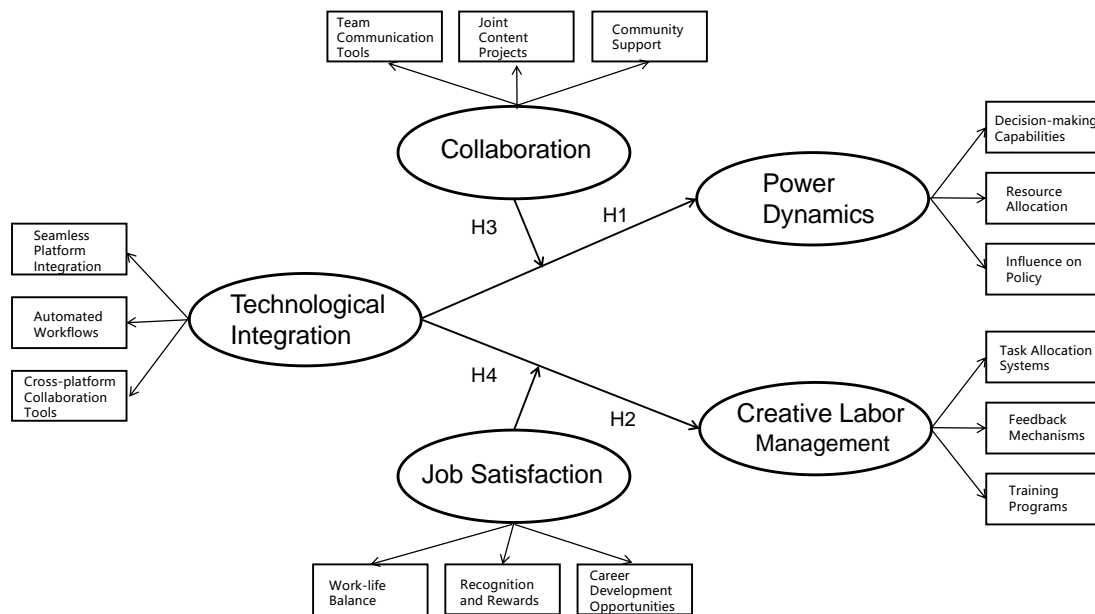 Team
Communication
Tools
Joint
Content
Projects
Community
Support
Collaboration
Decision-making
Capabilities
Resource
Allocation
Influence on
Policy
Power
Dynamics
H3
H1
Seamless
Platform
Integration
Automated
Workflows
Cross-platform
Collaboration
Tools
Technological
Integration
H4
H2
Task Allocation
Systems
Feedback
Mechanisms
Training
Programs
Creative Labor
Management
Job Satisfaction
Work-life
Balance
Recognition
and Rewards
Career
Development
Opportunities